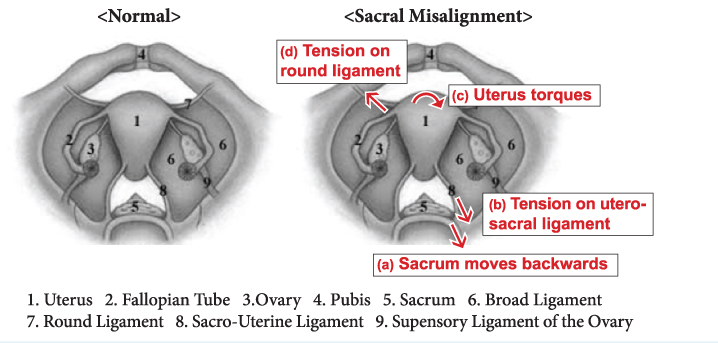 <Normal>
<Sacral Misalignment>
(d) Tension on
round ligament
(c) Uterus torques
(b) Tension on utero-
sacral ligament
(a) Sacrum moves backwards
4
7
1
2
3
6
6
9
8
5
4
1
2
3
6
6
9
8
5
1. Uterus 2. Fallopian Tube 3.Ovary 4. Pubis 5. Sacrum 6. Broad Ligament
7. Round Ligament 8. Sacro-Uterine Ligament 9. Supensory Ligament of the Ovary